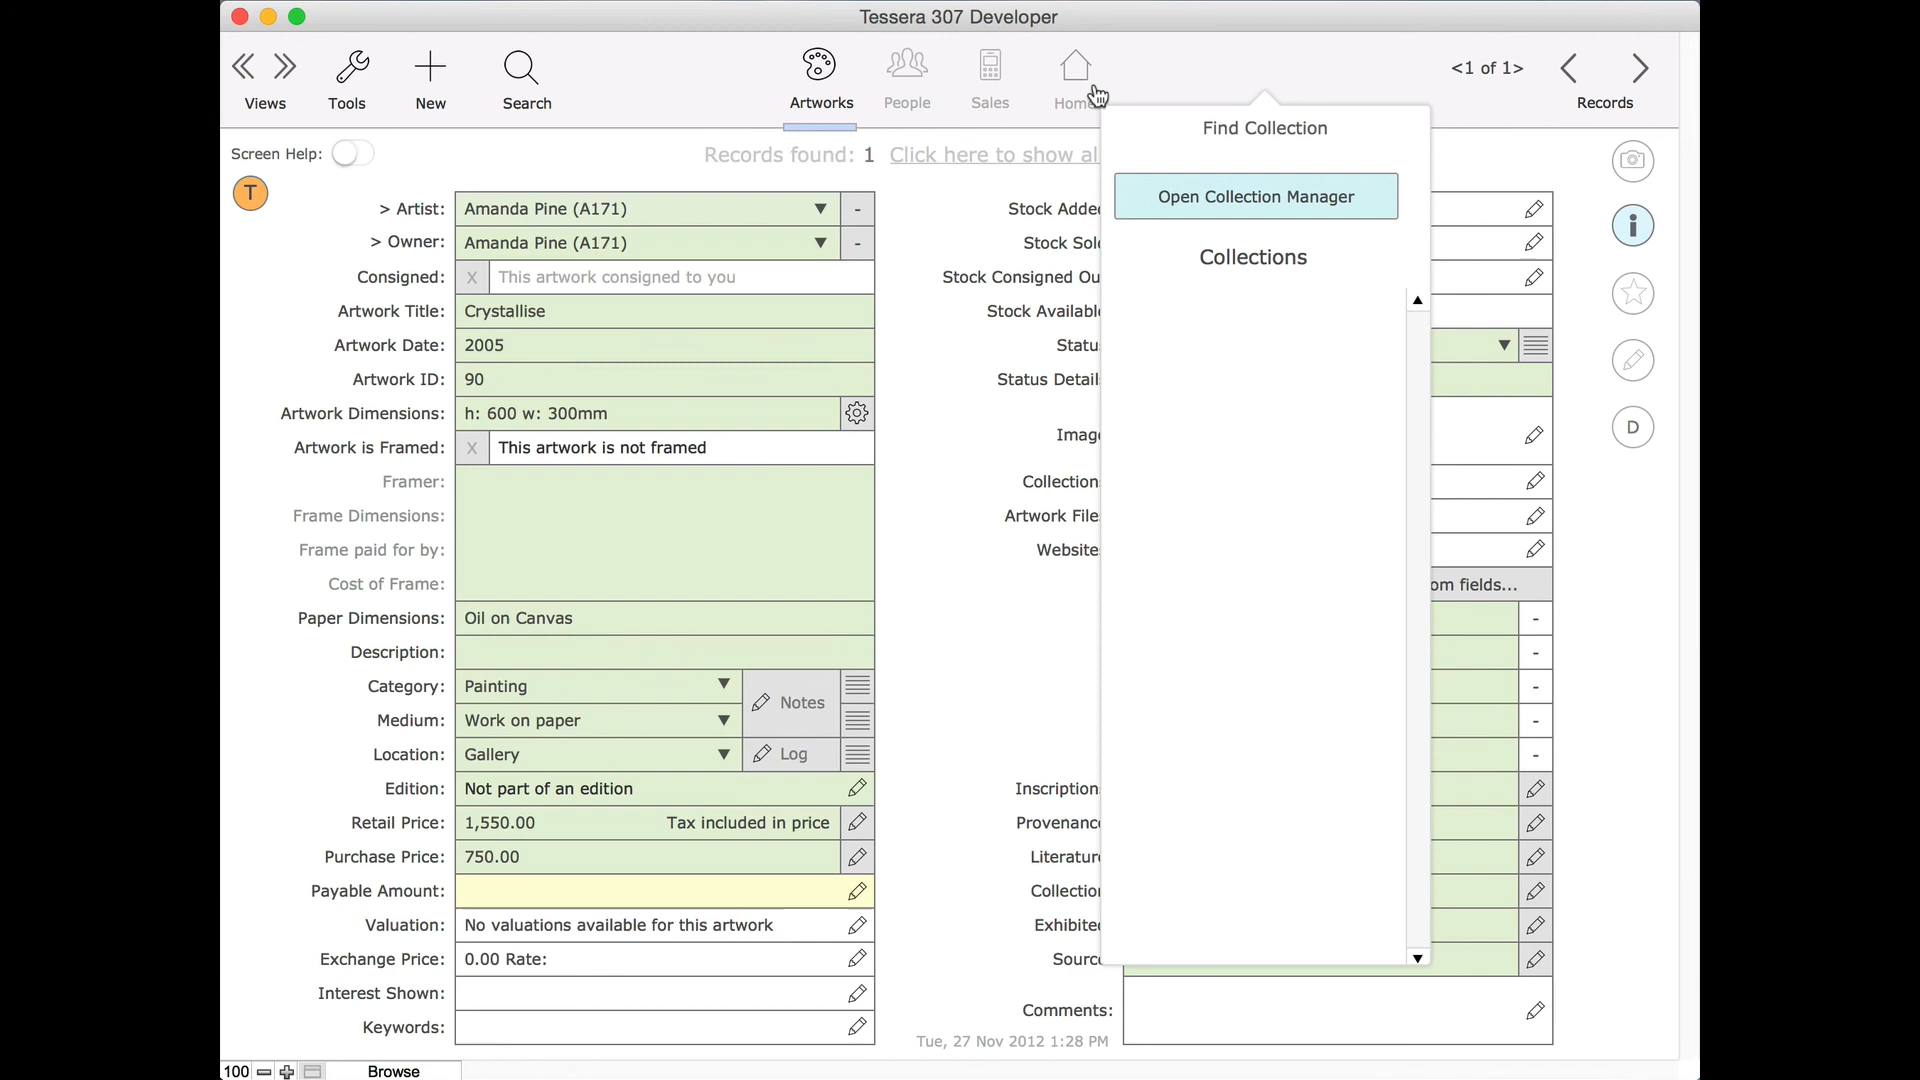 Tessera 307 Developer
Views
Tools
New
Search
Artworks
People
Sales
Home
<1 of 1>
Records
Screen Help:
Records found: 1 Click here to show al
T
Find Collection
Open Collection Manager
Collections
> Artist: Amanda Pine (A171) -
> Owner: Amanda Pine (A171) -
Consigned: X This artwork consigned to you
Artwork Title: Crystallise
Artwork Date: 2005
Artwork ID: 90
Artwork Dimensions: h: 600 w: 300mm
Artwork is Framed: X This artwork is not framed
Framer:
Frame Dimensions:
Frame paid for by:
Cost of Frame:
Paper Dimensions: Oil on Canvas
Description:
Category: Painting
Notes
Medium: Work on paper
Location: Gallery
Log
Edition: Not part of an edition
Retail Price: 1,550.00 Tax included in price
Purchase Price: 750.00
Payable Amount:
Valuation: No valuations available for this artwork
Exchange Price: 0.00 Rate:
Interest Shown:
Keywords:
Stock Added
Stock Sol
Stock Consigned Ou
Stock Available
Status
Status Detail
Image
Collection
Artwork File
Website
om fields...
-
-
-
-
-
Inscription
Provenanc
Literatur
Collection
Exhibited
Sourc
Comments:
Tue, 27 Nov 2012 1:28 PM
D
100
Browse